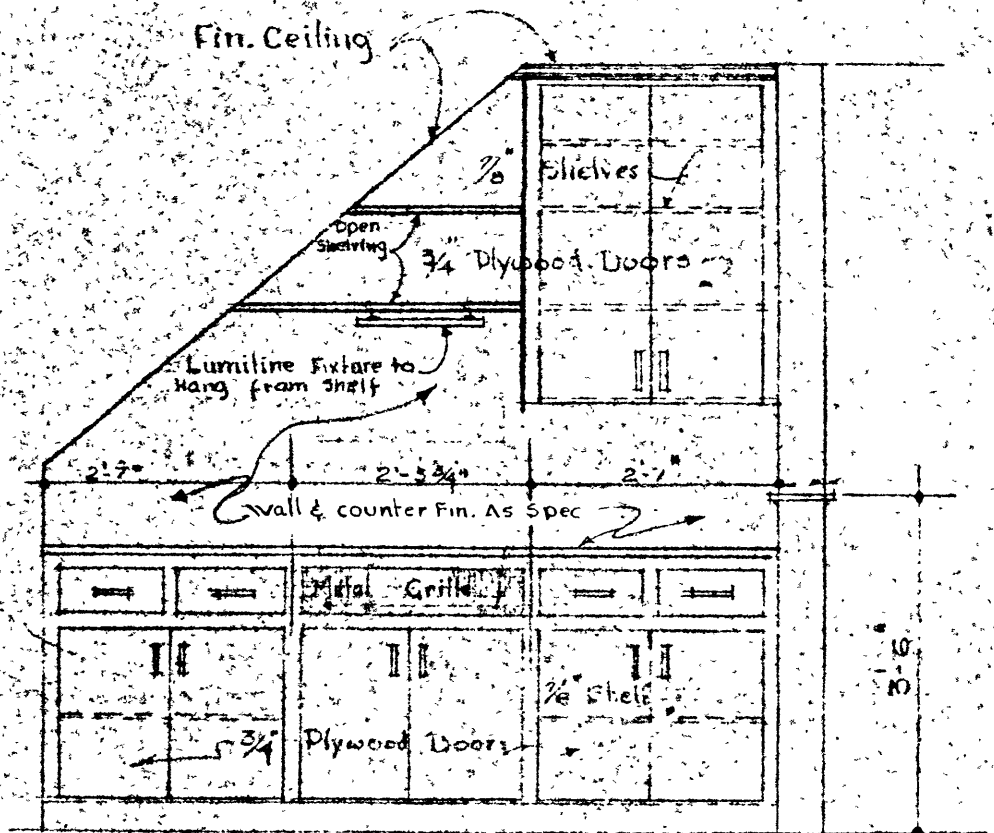 Fin. Ceiling
7/8" Shelves
Open
Shelving
3/4" Plywood Doors
Lumiline Fixture to
Hang from Shelf
2'-7" 2'-3 3/4" 2'-7"
Wall & counter Fin. As Spec
Metal Grille
7/8" Shelf
3/4" Plywood Doors